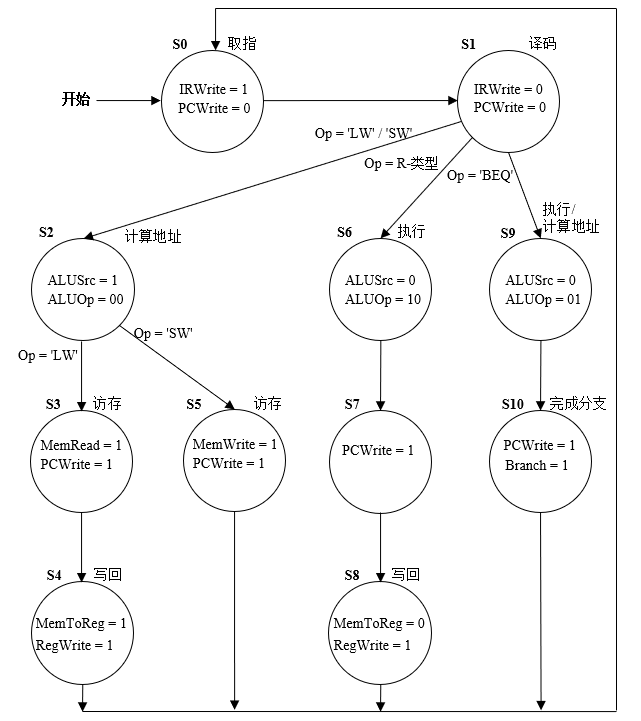 S0 取指
IRWrite = 1
PCWrite = 0
开始
S1 译码
IRWrite = 0
PCWrite = 0
Op = 'LW' / 'SW'
Op = R-类型
Op = 'BEQ'
S2 计算地址
ALUSrc = 1
ALUOp = 00
S6 执行
ALUSrc = 0
ALUOp = 10
执行/
计算地址
S9
ALUSrc = 0
ALUOp = 01
Op = 'LW'
Op = 'SW'
S3 访存
MemRead = 1
PCWrite = 1
S5 访存
MemWrite = 1
PCWrite = 1
S7
PCWrite = 1
S10 完成分支
PCWrite = 1
Branch = 1
S4 写回
MemToReg = 1
RegWrite = 1
S8 写回
MemToReg = 0
RegWrite = 1